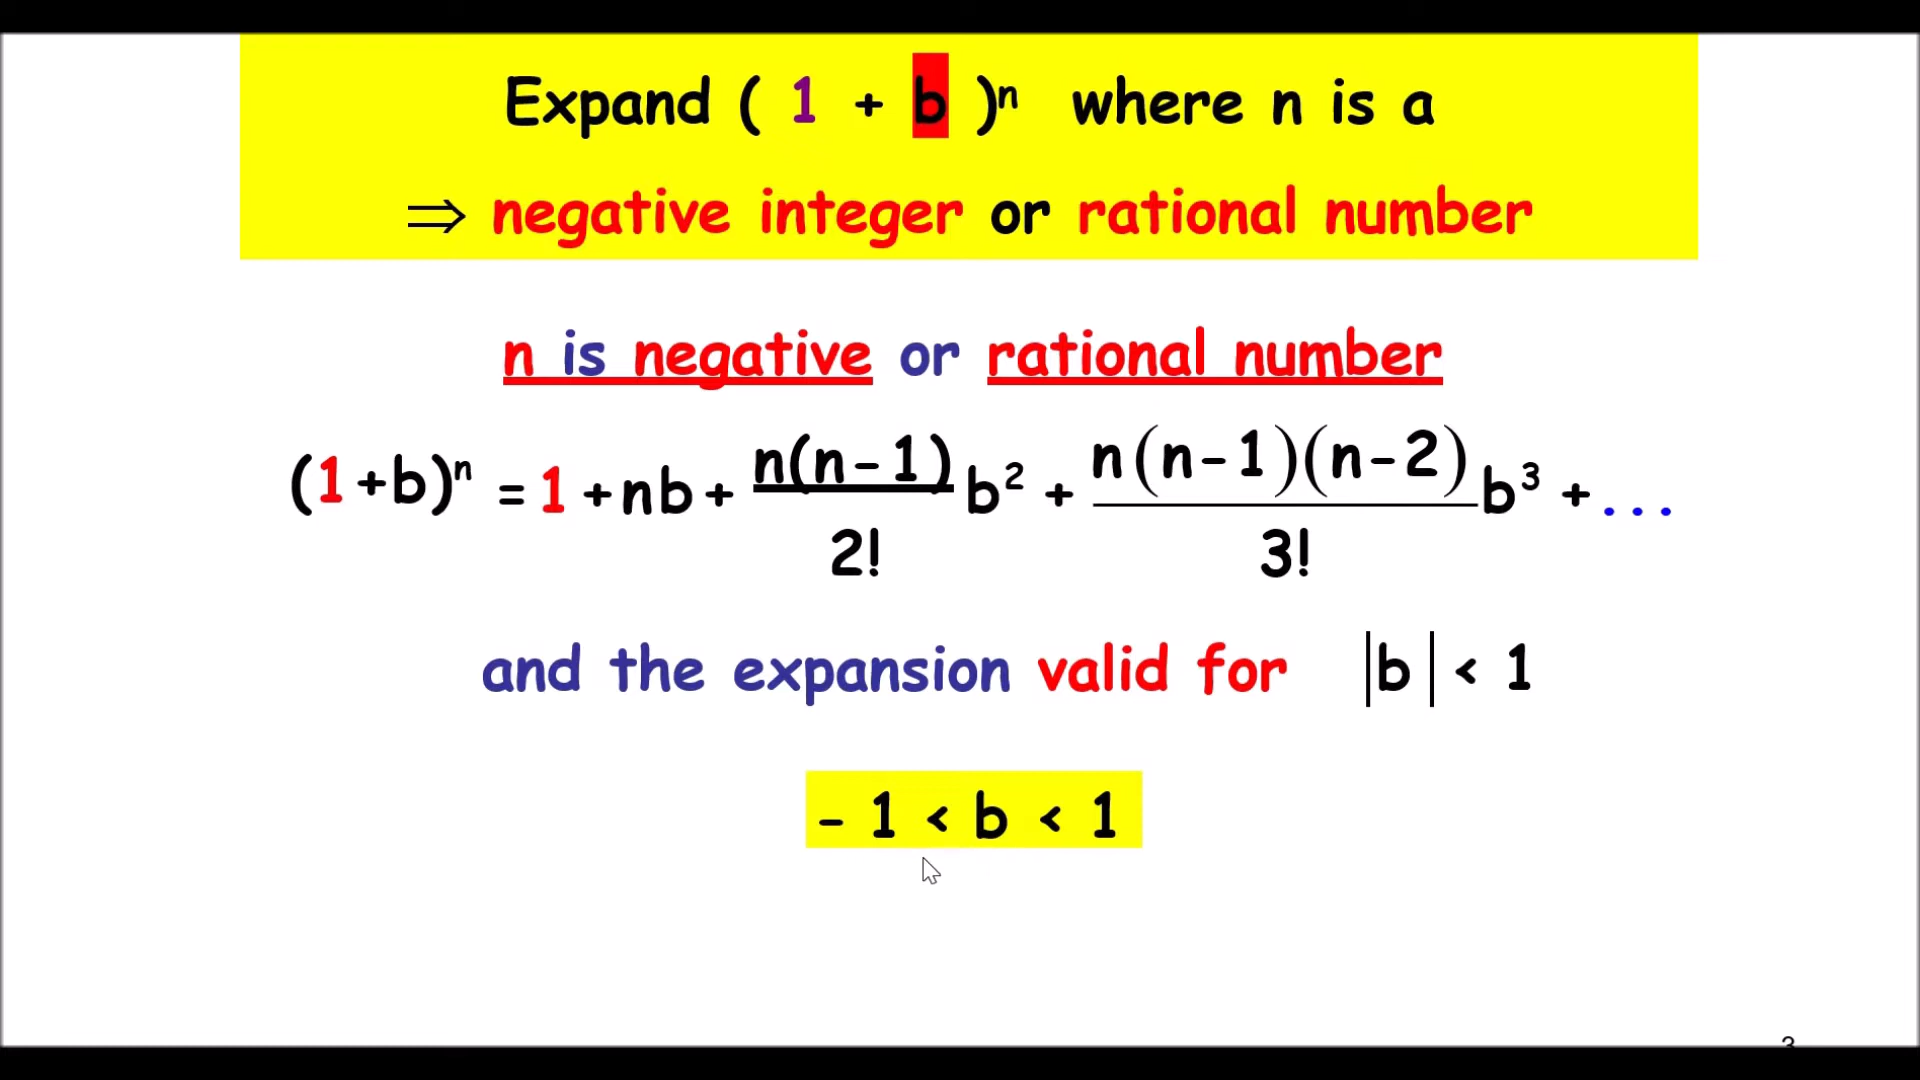 Expand ( 1 + b )ⁿ where n is a
⇒ negative integer or rational number
n is negative or rational number
(1+b)ⁿ = 1 + nb + n(n-1)/2! b² + n(n-1)(n-2)/3! b³ + ...
and the expansion valid for |b| < 1
- 1 < b < 1
3